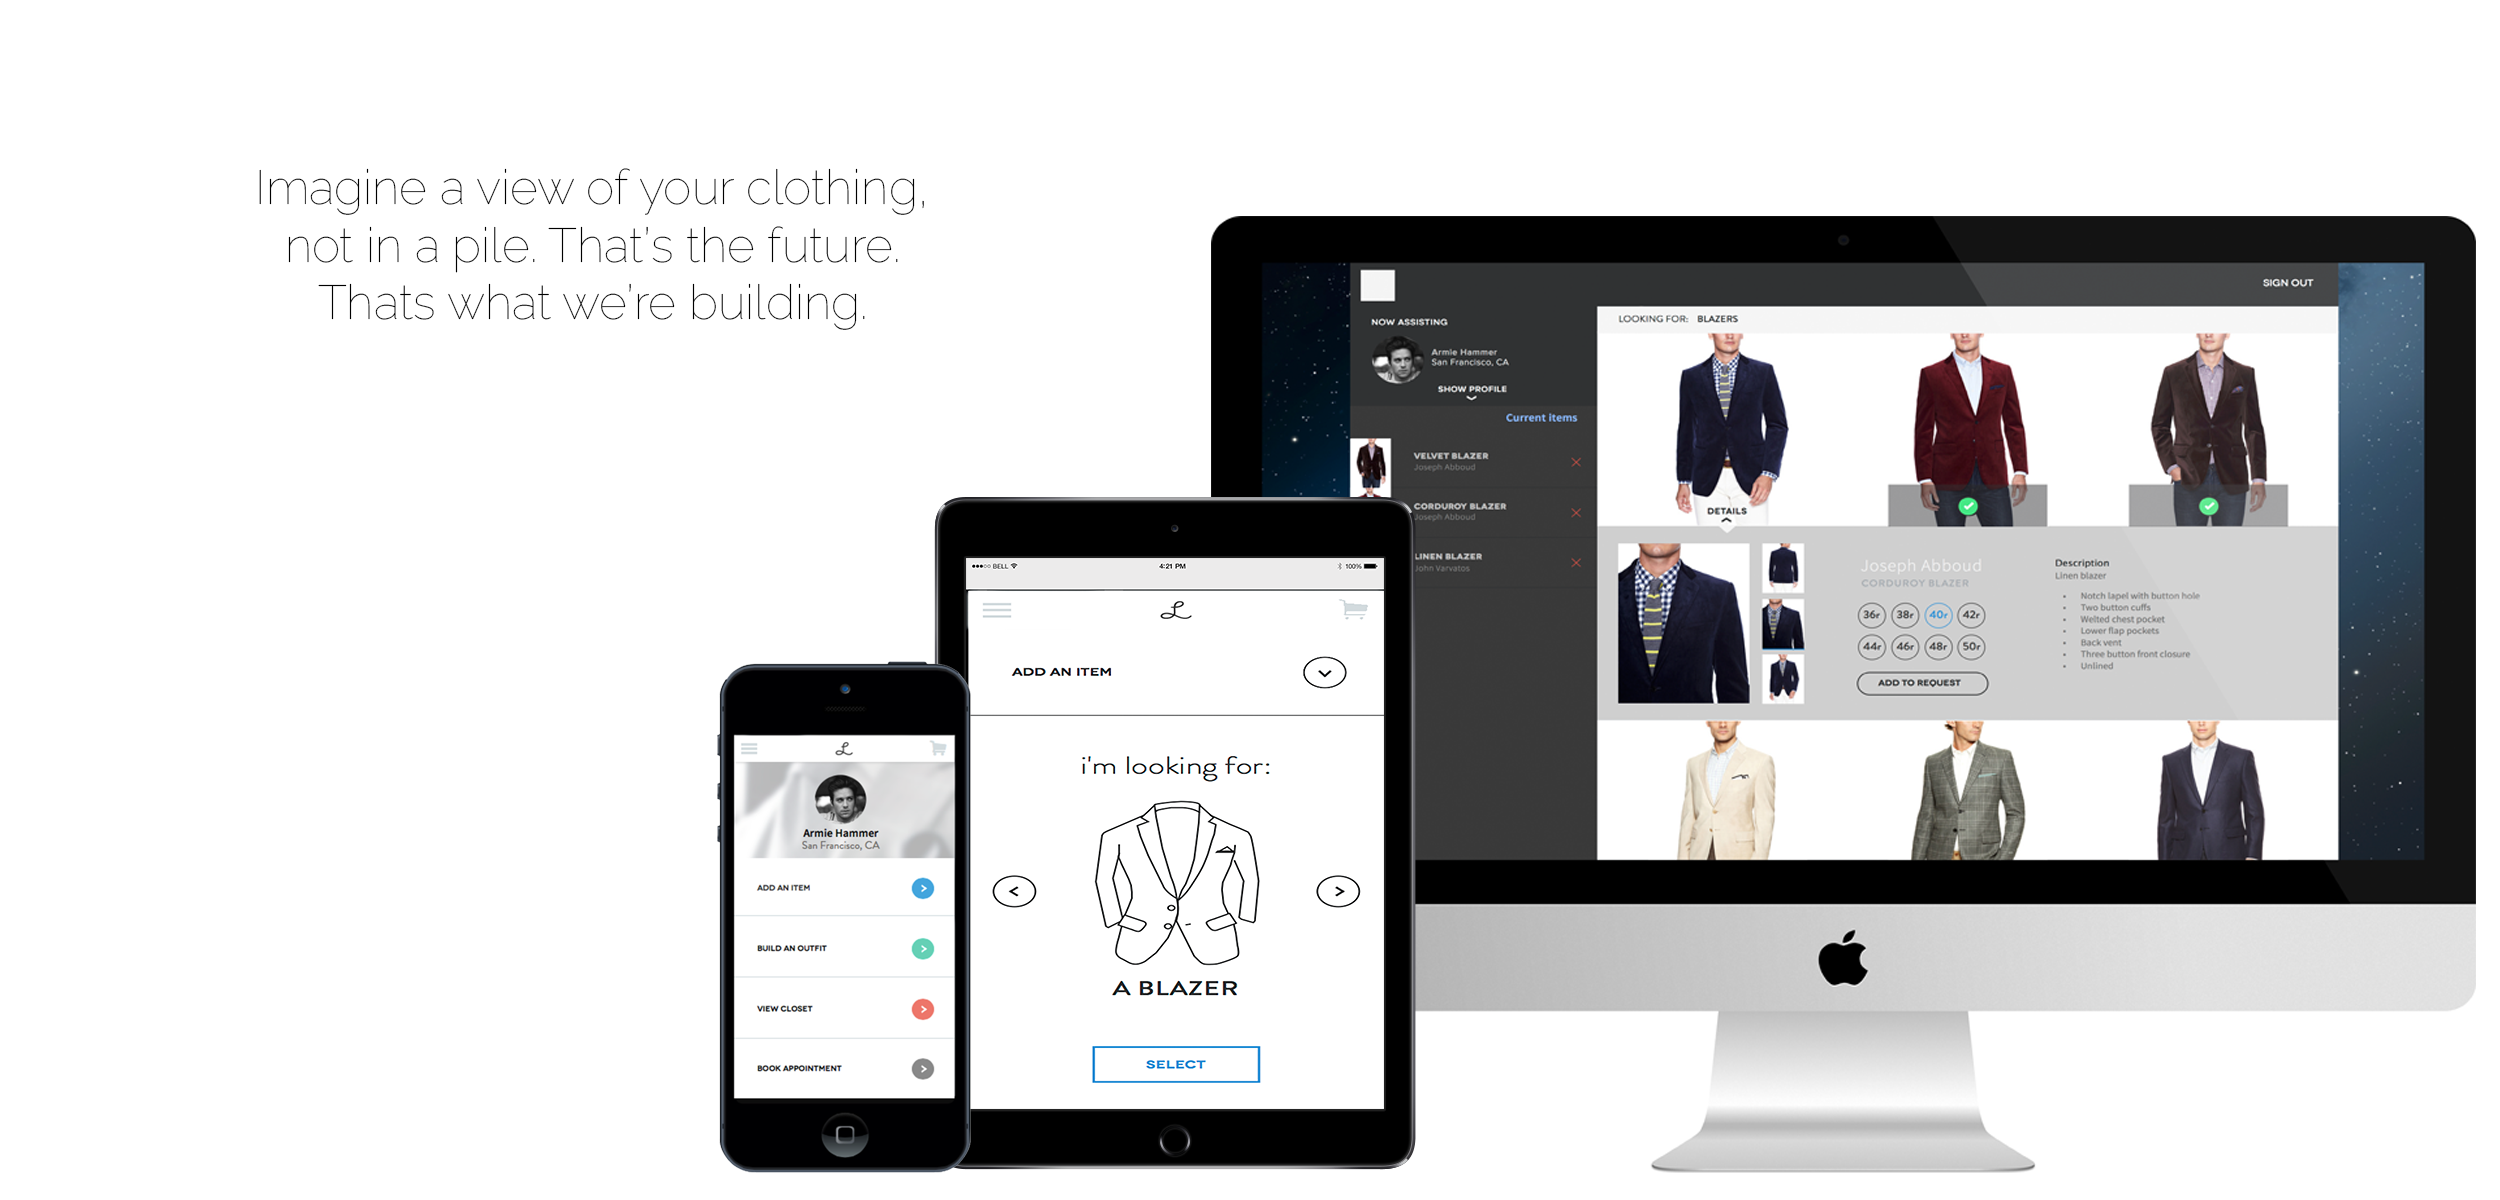 Imagine a view of your clothing,
not in a pile. That's the future.
Thats what we're building.
SIGN OUT
NOW ASSISTING
Armie Hammer
San Francisco, CA
SHOW PROFILE
Current items
VELVET BLAZER
Joseph Abboud
CORDUROY BLAZER
Joseph Abboud
LINEN BLAZER
John Varvatos
LOOKING FOR: BLAZERS
DETAILS
Joseph Abboud
CORDUROY BLAZER
36r 38r 40r 42r
44r 46r 48r 50r
ADD TO REQUEST
Description
Linen blazer
• Notch lapel with button hole
• Two button cuffs
• Welted chest pocket
• Lower flap pockets
• Back vent
• Three button front closure
• Unlined
BELL 4:21 PM 100%
L
ADD AN ITEM
i'm looking for:
A BLAZER
SELECT
L
Armie Hammer
San Francisco, CA
ADD AN ITEM
BUILD AN OUTFIT
VIEW CLOSET
BOOK APPOINTMENT